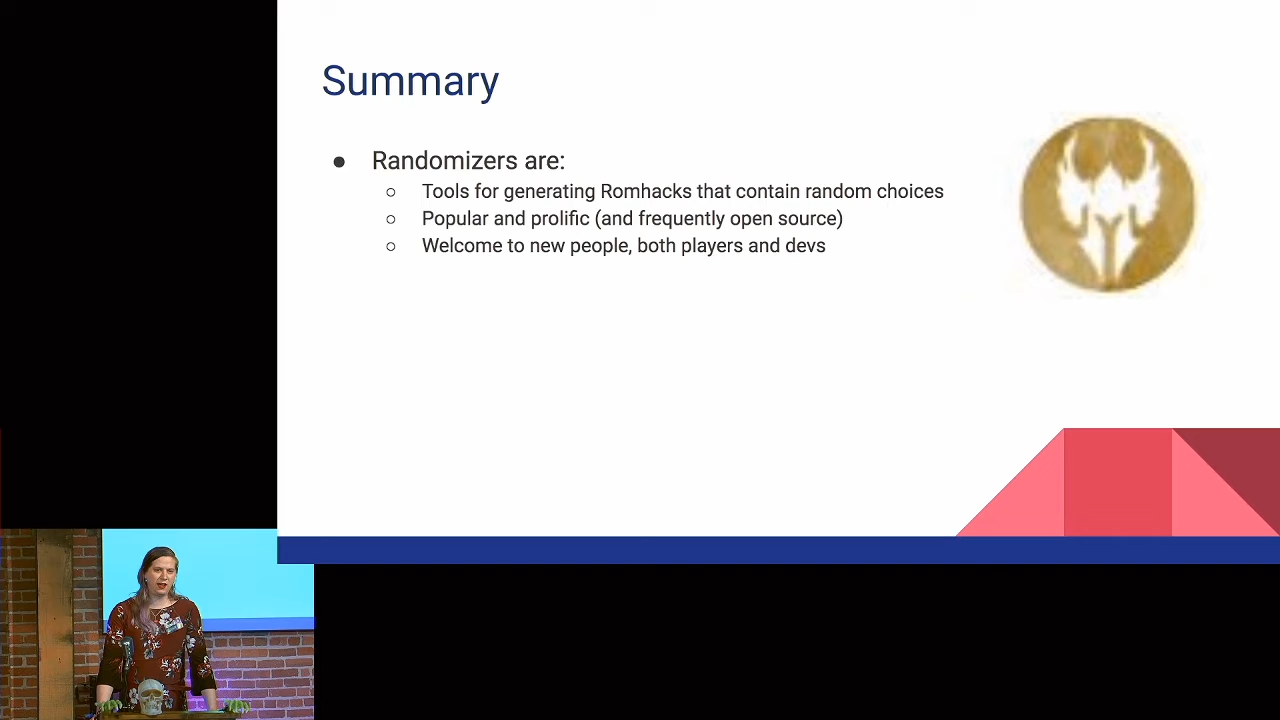 Summary
● Randomizers are:
○ Tools for generating Romhacks that contain random choices
○ Popular and prolific (and frequently open source)
○ Welcome to new people, both players and devs